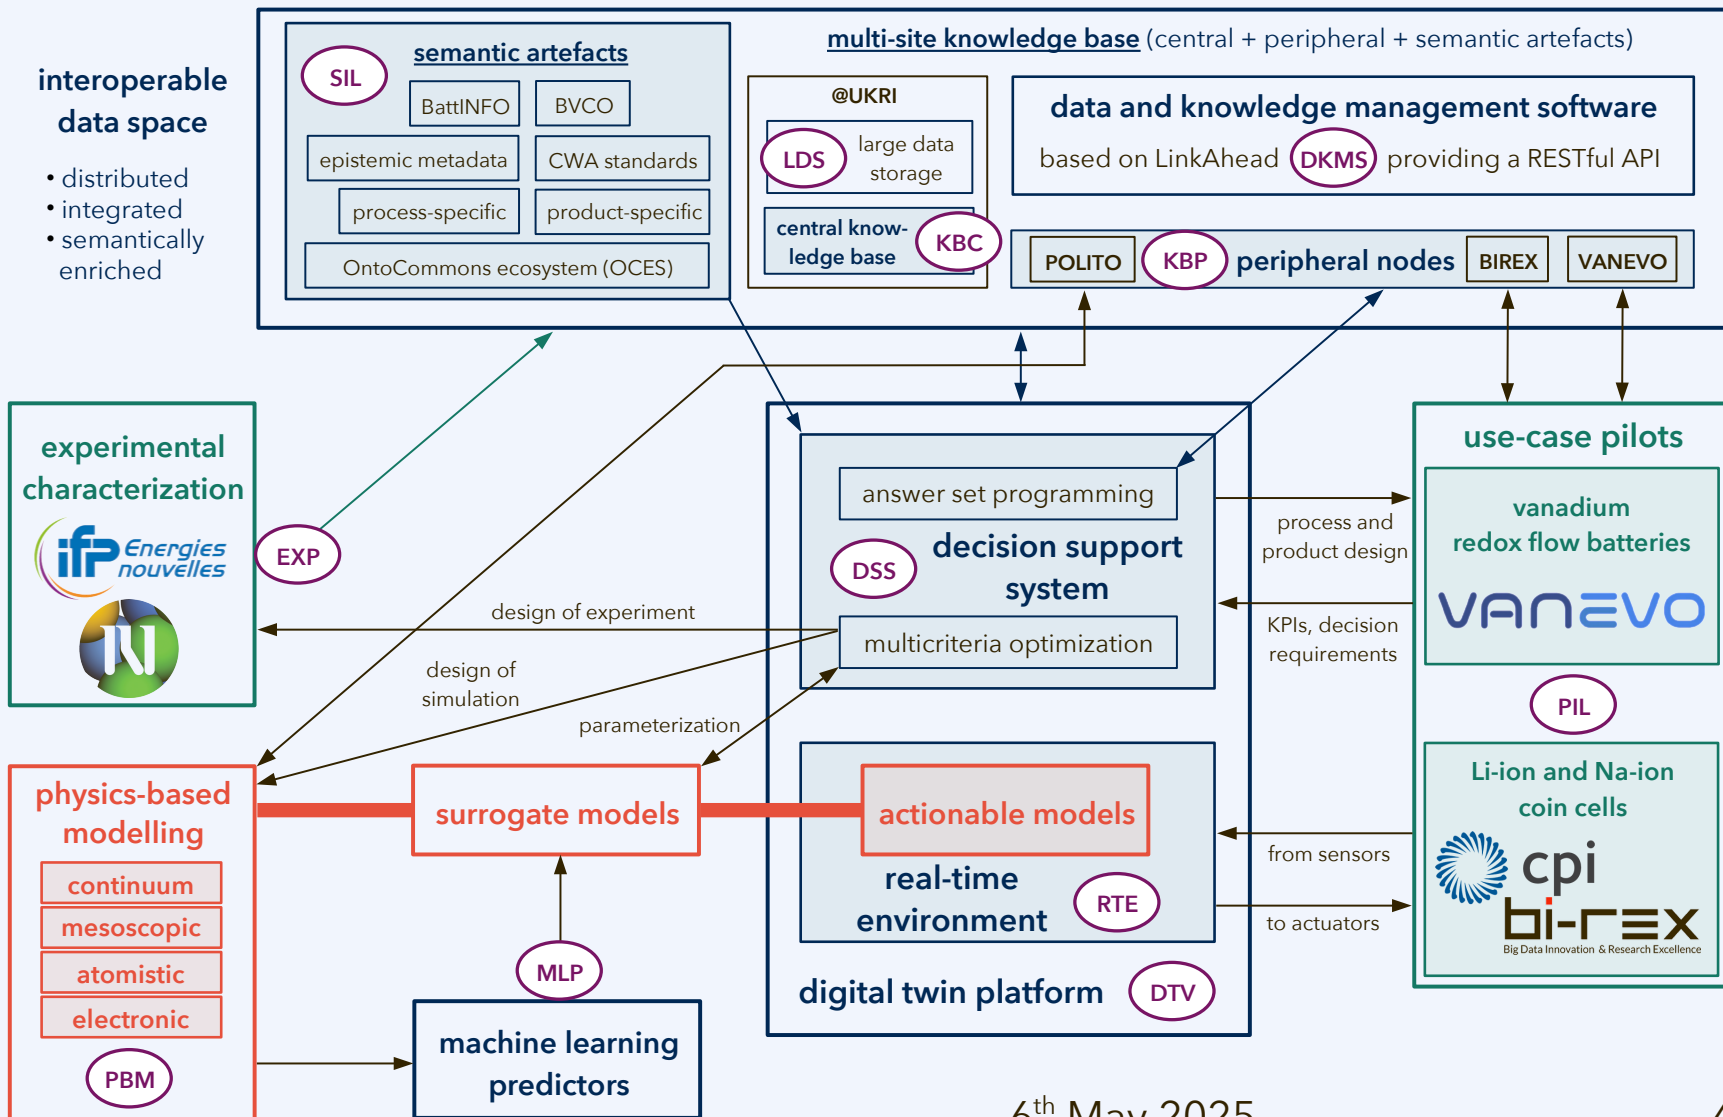 interoperable
data space
• distributed
• integrated
• semantically
enriched
semantic artefacts
SIL
BattINFO
BVCO
epistemic metadata
CWA standards
process-specific
product-specific
OntoCommons ecosystem (OCES)
multi-site knowledge base (central + peripheral + semantic artefacts)
@UKRI
LDS
large data
storage
central know-
ledge base
KBC
data and knowledge management software
based on LinkAhead DKMS providing a RESTful API
POLITO
KBP
peripheral nodes
BIREX
VANEVO
experimental
characterization
ifp Energies
nouvelles
EXP
answer set programming
DSS
decision support
system
multicriteria optimization
design of experiment
design of
simulation
parameterization
process and
product design
KPIs, decision
requirements
use-case pilots
vanadium
redox flow batteries
VANEVO
PIL
Li-ion and Na-ion
coin cells
cpi
bi-rex
Big Data Innovation & Research Excellence
from sensors
to actuators
physics-based
modelling
continuum
mesoscopic
atomistic
electronic
PBM
surrogate models
actionable models
real-time
environment
RTE
digital twin platform
DTV
MLP
machine learning
predictors
6th May 2025